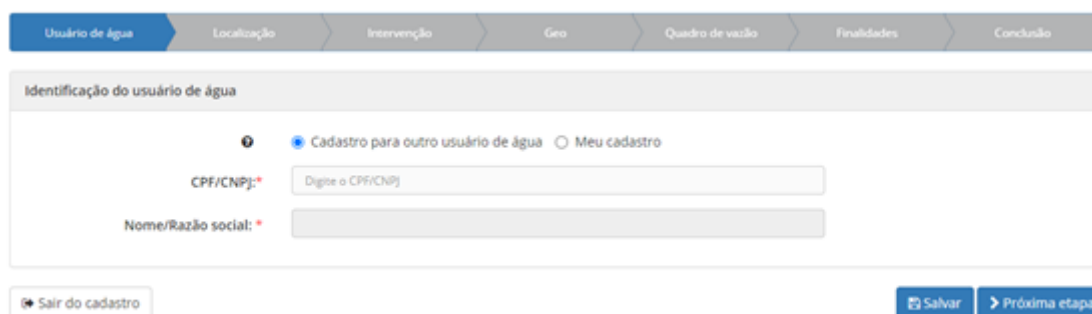 Usuário de água Localização Intervenção Geo Quadro de vazão Finalidades Conclusão
Identificação do usuário de água
Cadastro para outro usuário de água Meu cadastro
CPF/CNPJ:* Digite o CPF/CNPJ
Nome/Razão social: *
Sair do cadastro Salvar Próxima etapa